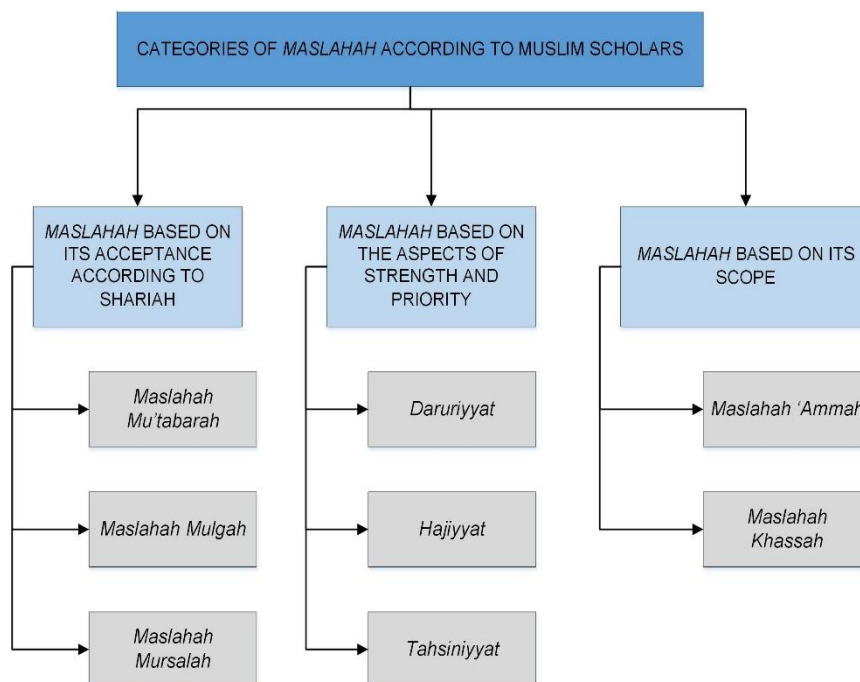 CATEGORIES OF MASLAHAH ACCORDING TO MUSLIM SCHOLARS
MASLAHAH BASED ON
ITS ACCEPTANCE
ACCORDING TO
SHARIAH
Maslahah
Mu'tabarah
Maslahah Mulgah
Maslahah
Mursalah
MASLAHAH BASED ON
THE ASPECTS OF
STRENGTH AND
PRIORITY
Daruriyyat
Hajiyyat
Tahsiniyyat
MASLAHAH BASED ON ITS
SCOPE
Maslahah ‘Ammah
Maslahah
Khassah